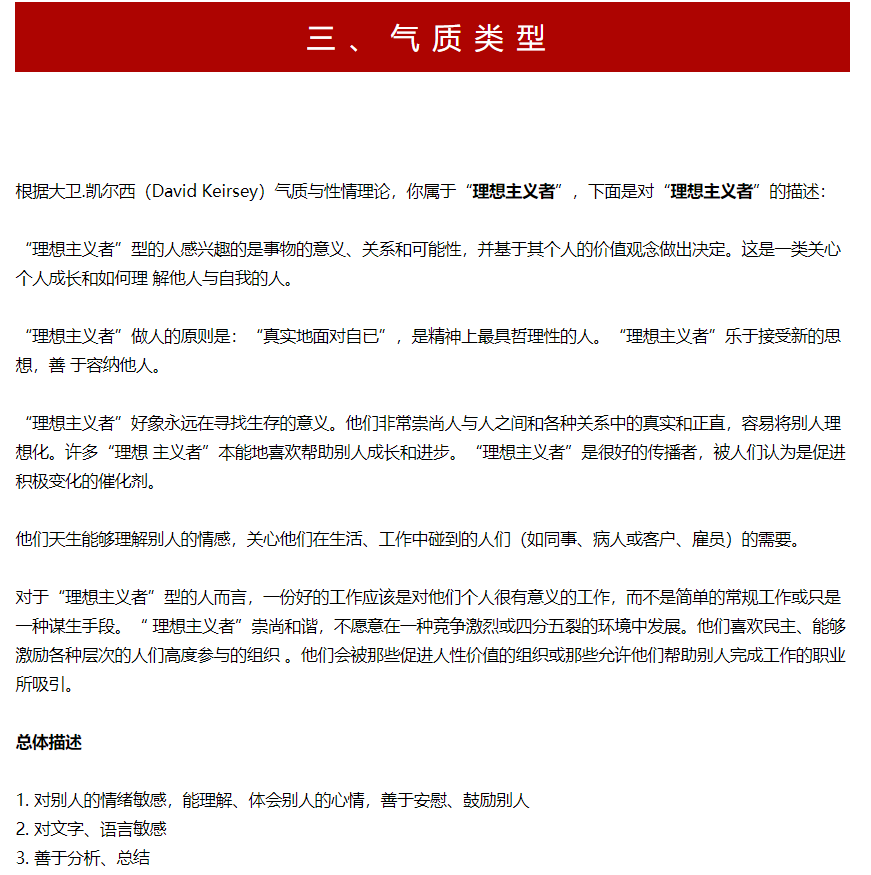 三、气质类型
根据大卫.凯尔西（David Keirsey）气质与性情理论，你属于“理想主义者”，下面是对“理想主义者”的描述：
“理想主义者”型的人感兴趣的是事物的意义、关系和可能性，并基于其个人的价值观念做出决定。这是一类关心
个人成长和如何理 解他人与自我的人。
“理想主义者”做人的原则是：“真实地面对自已”，是精神上最具哲理性的人。“理想主义者”乐于接受新的思
想，善 于容纳他人。
“理想主义者”好象永远在寻找生存的意义。他们非常崇尚人与人之间和各种关系中的真实和正直，容易将别人理
想化。许多“理想 主义者”本能地喜欢帮助别人成长和进步。“理想主义者”是很好的传播者，被人们认为是促进
积极变化的催化剂。
他们天生能够理解别人的情感，关心他们在生活、工作中碰到的人们（如同事、病人或客户、雇员）的需要。
对于“理想主义者”型的人而言，一份好的工作应该是对他们个人很有意义的工作，而不是简单的常规工作或只是
一种谋生手段。“ 理想主义者”崇尚和谐，不愿意在一种竞争激烈或四分五裂的环境中发展。他们喜欢民主、能够
激励各种层次的人们高度参与的组织 。他们会被那些促进人性价值的组织或那些允许他们帮助别人完成工作的职业
所吸引。
总体描述
1. 对别人的情绪敏感，能理解、体会别人的心情，善于安慰、鼓励别人
2. 对文字、语言敏感
3. 善于分析、总结